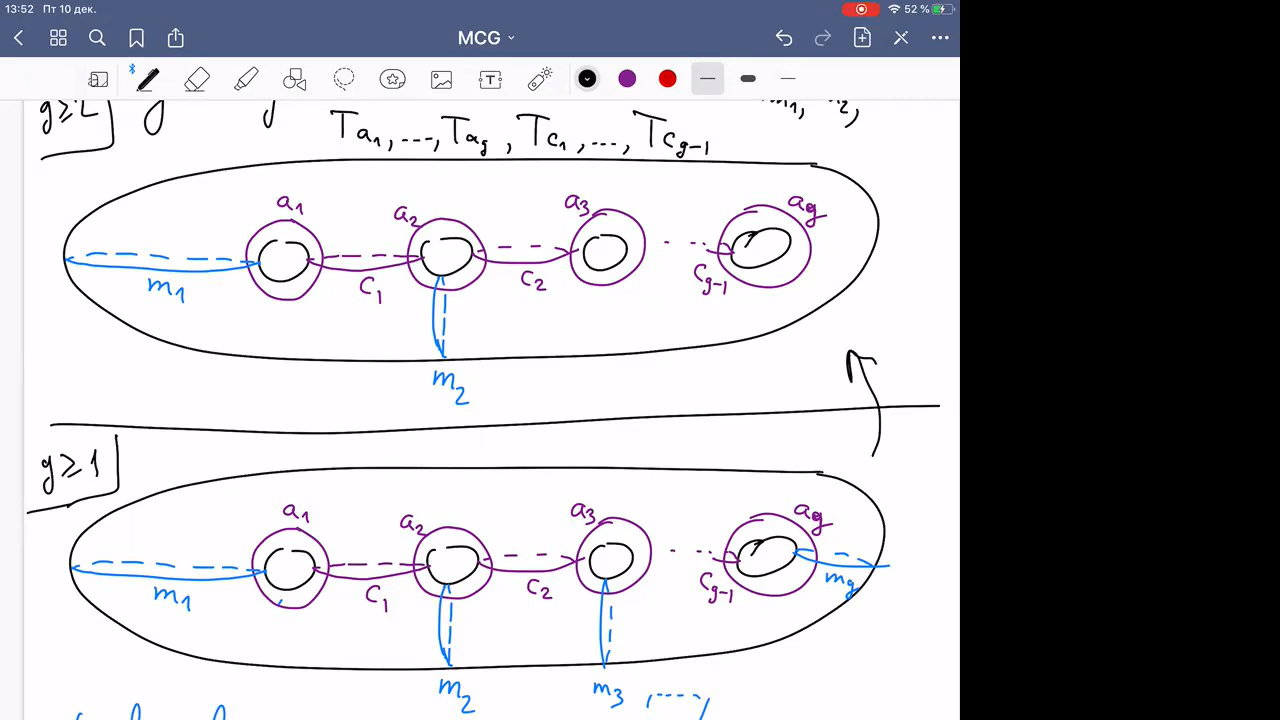 13:52 Пт 10 дек. 52 %
MCG
T
g≥2
Ta1, ..., Tag, Tc1, ..., Tcg-1
a1 a2 a3 ag
m1 c1 c2 cg-1
m2
g≥1
a1 a2 a3 ag
m1 c1 c2 cg-1 mg
m2 m3 , ...,